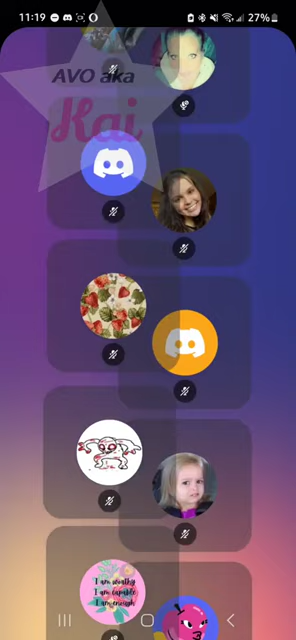 11:19
27%
AVO aka
Kai
I am worthy
I am capable
I am enough